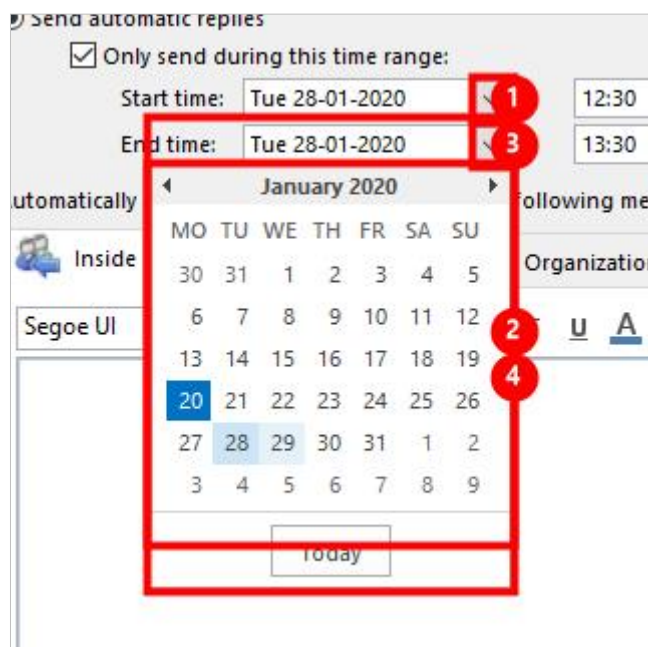 Send automatic replies
Only send during this time range:
Start time: Tue 28-01-2020 1 12:30
End time: Tue 28-01-2020 3 13:30
January 2020
utomatically following me
MO TU WE TH FR SA SU
Inside Organizatio
30 31 1 2 3 4 5
6 7 8 9 10 11 12
Segoe UI 2 U A
13 14 15 16 17 18 19
4
20 21 22 23 24 25 26
27 28 29 30 31 1 2
3 4 5 6 7 8 9
Today